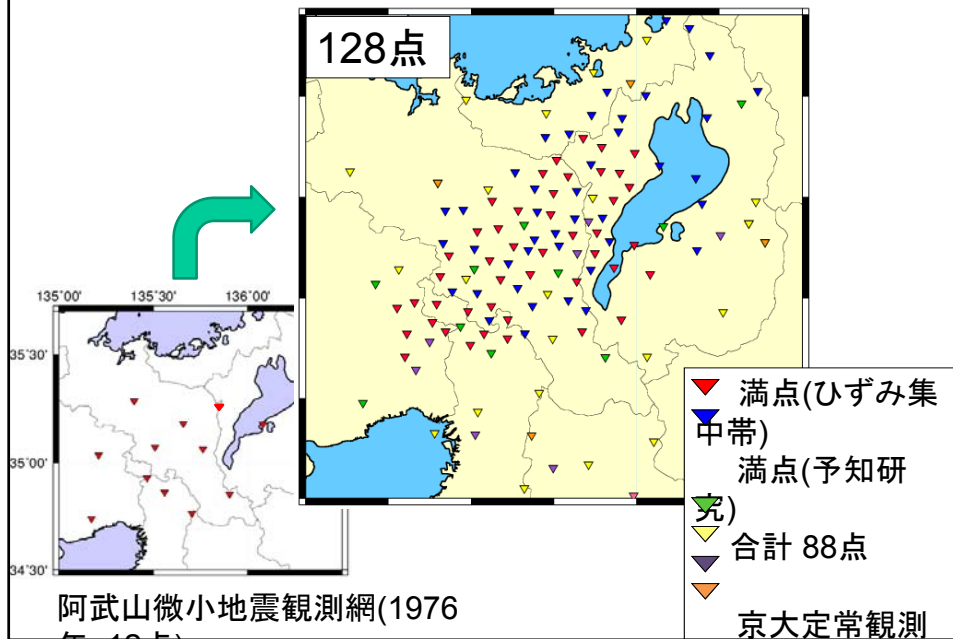 128点
135˚00'
135˚30'
136˚00'
35˚30'
35˚00'
34˚30'
満点(ひずみ集
中帯)
満点(予知研
究)
合計 88点
京大定常観測
阿武山微小地震観測網(1976